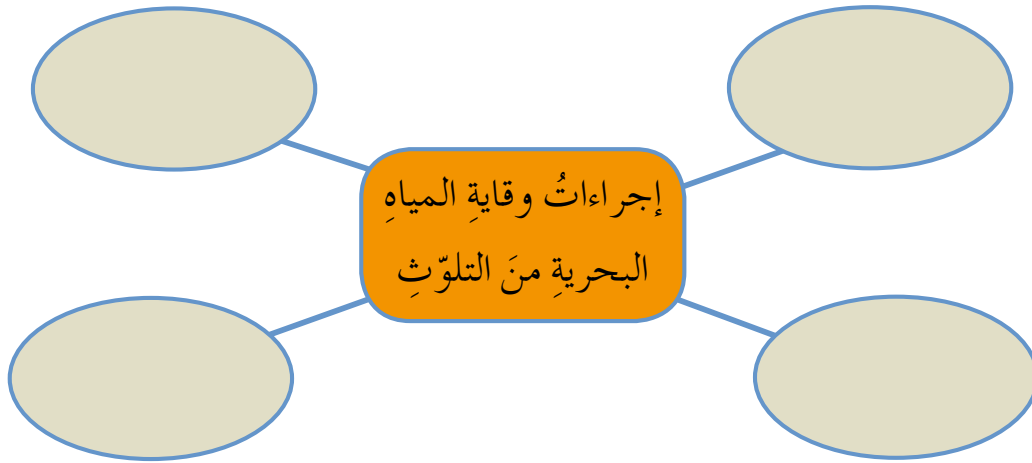 إجراءاتُ وقايةِ المياهِ
البحريةِ منَ التلوّثِ